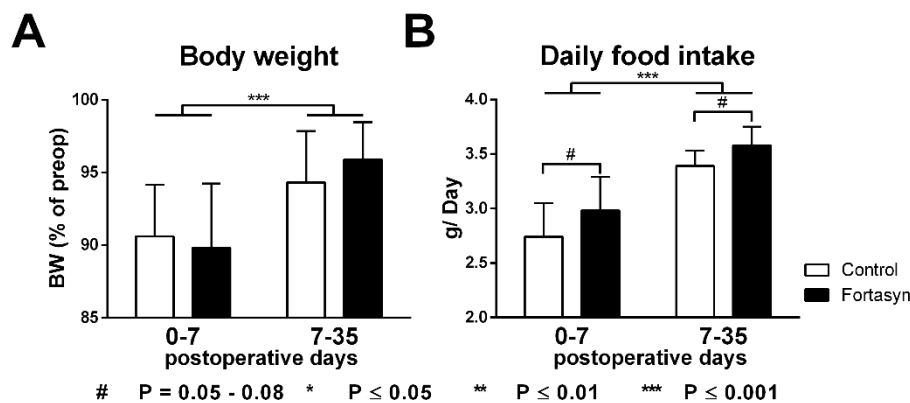 A
Body weight
***
BW (% of preop)
100
95
90
85
0-7
7-35
postoperative days
B
Daily food intake
***
#
#
g/ Day
4.0
3.5
3.0
2.5
2.0
0-7
7-35
postoperative days
Control
Fortasyn
# P = 0.05 - 0.08 * P ≤ 0.05 ** P ≤ 0.01 *** P ≤ 0.001